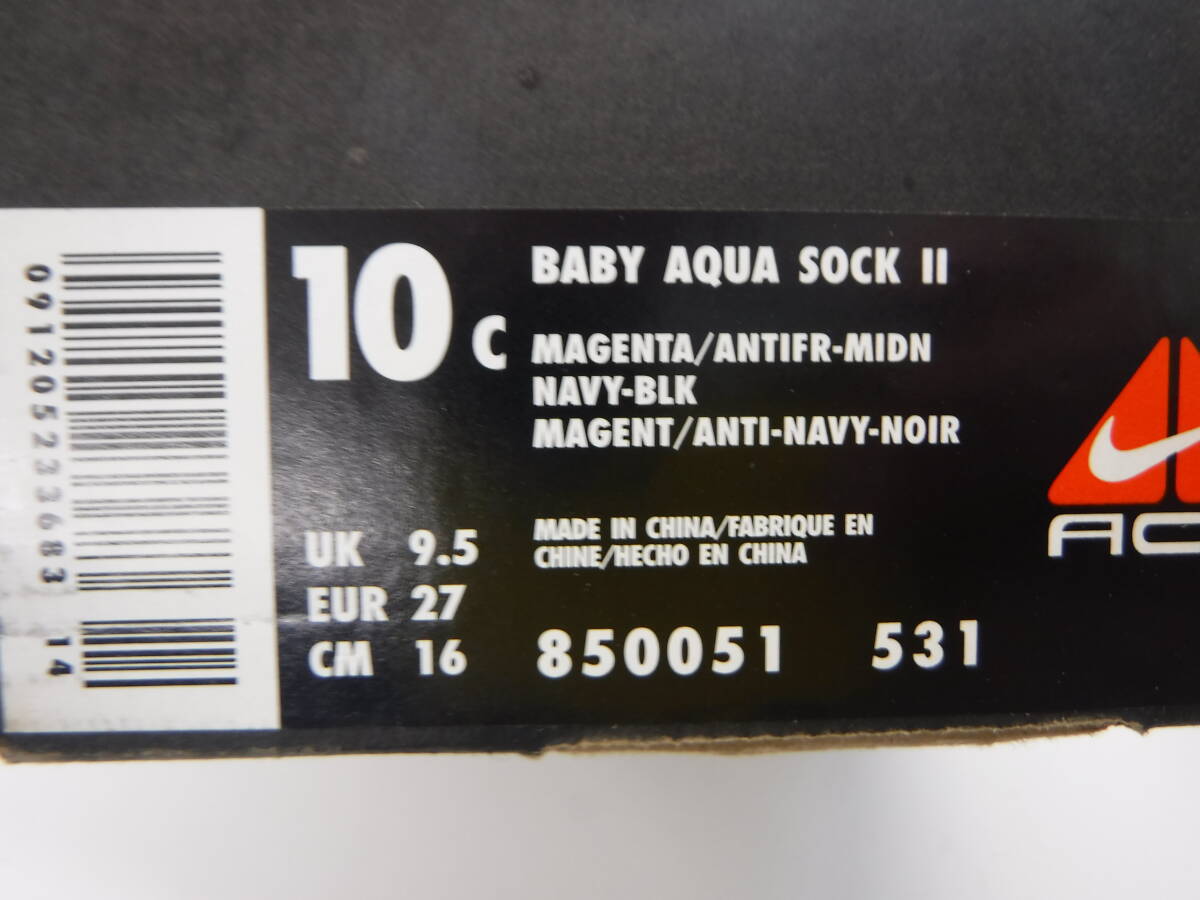 091205233683 14
10 C
BABY AQUA SOCK II
MAGENTA/ANTIFR-MIDN
NAVY-BLK
MAGENT/ANTI-NAVY-NOIR
UK 9.5
EUR 27
CM 16
MADE IN CHINA/FABRIQUE EN
CHINE/HECHO EN CHINA
850051 531